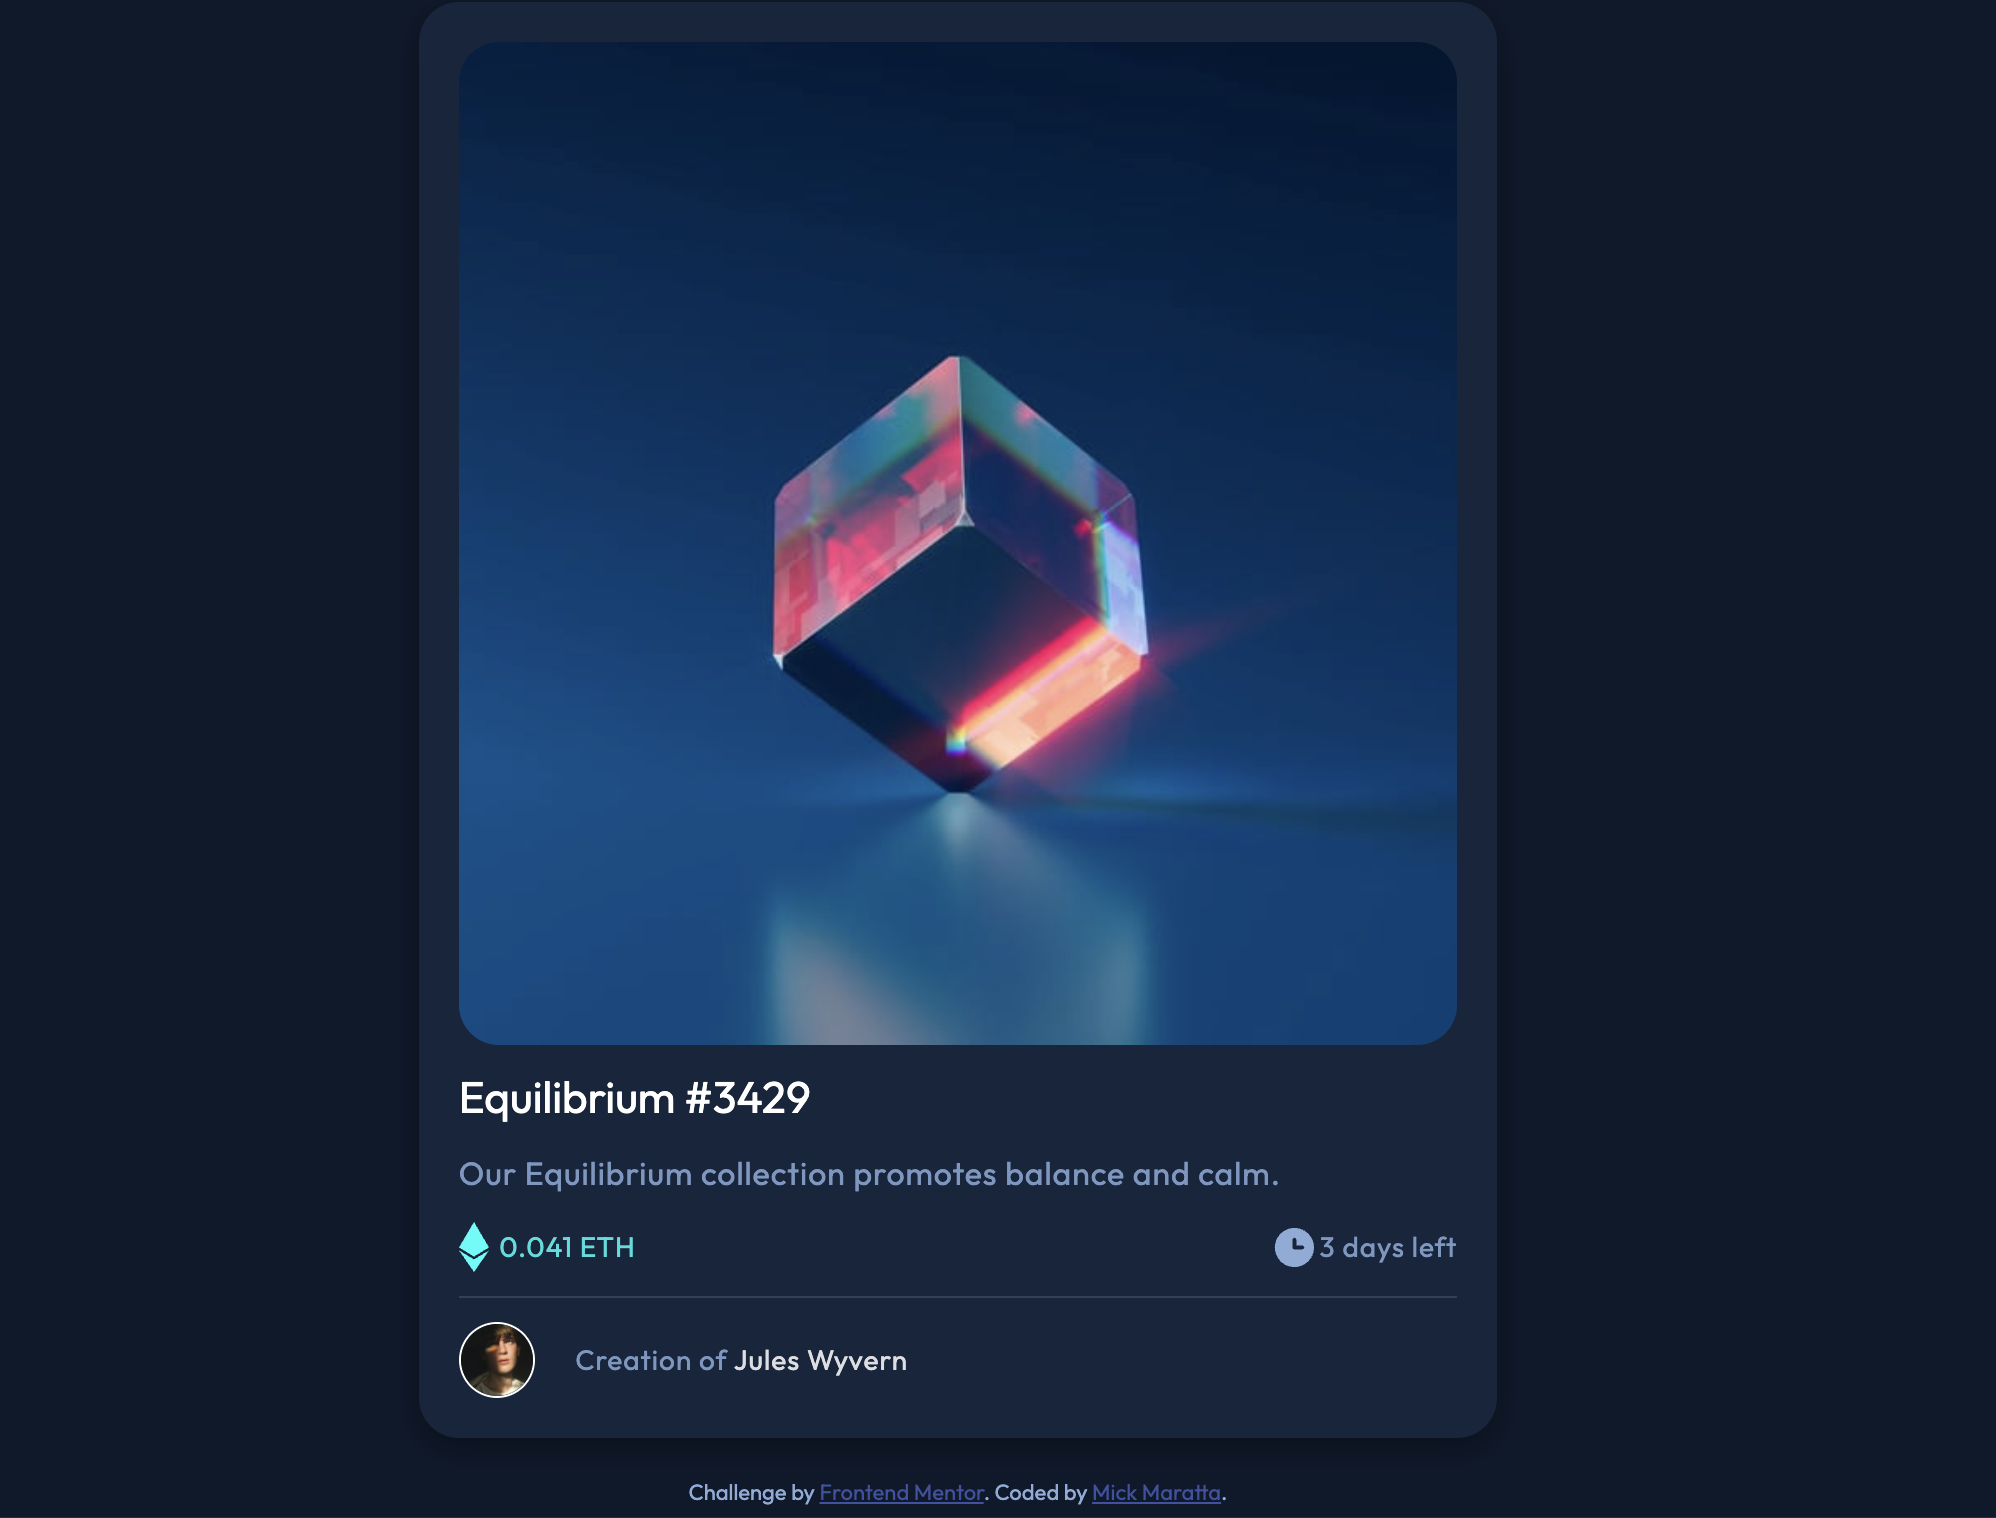 Equilibrium #3429
Our Equilibrium collection promotes balance and calm.
0.041 ETH
3 days left
Creation of Jules Wyvern
Challenge by Frontend Mentor. Coded by Mick Maratta.